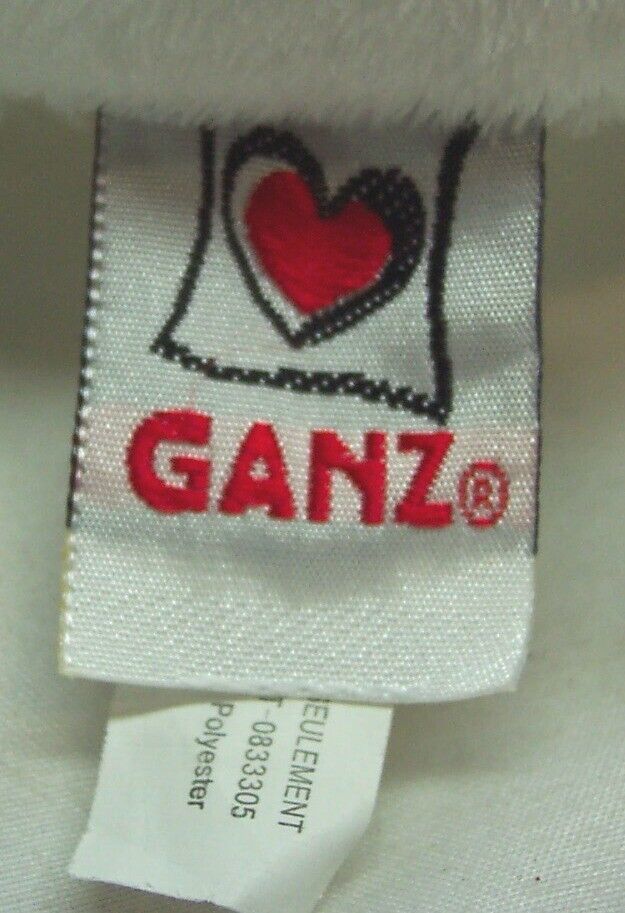 GANZ®
EULEMENT
T-0833305
Polyester